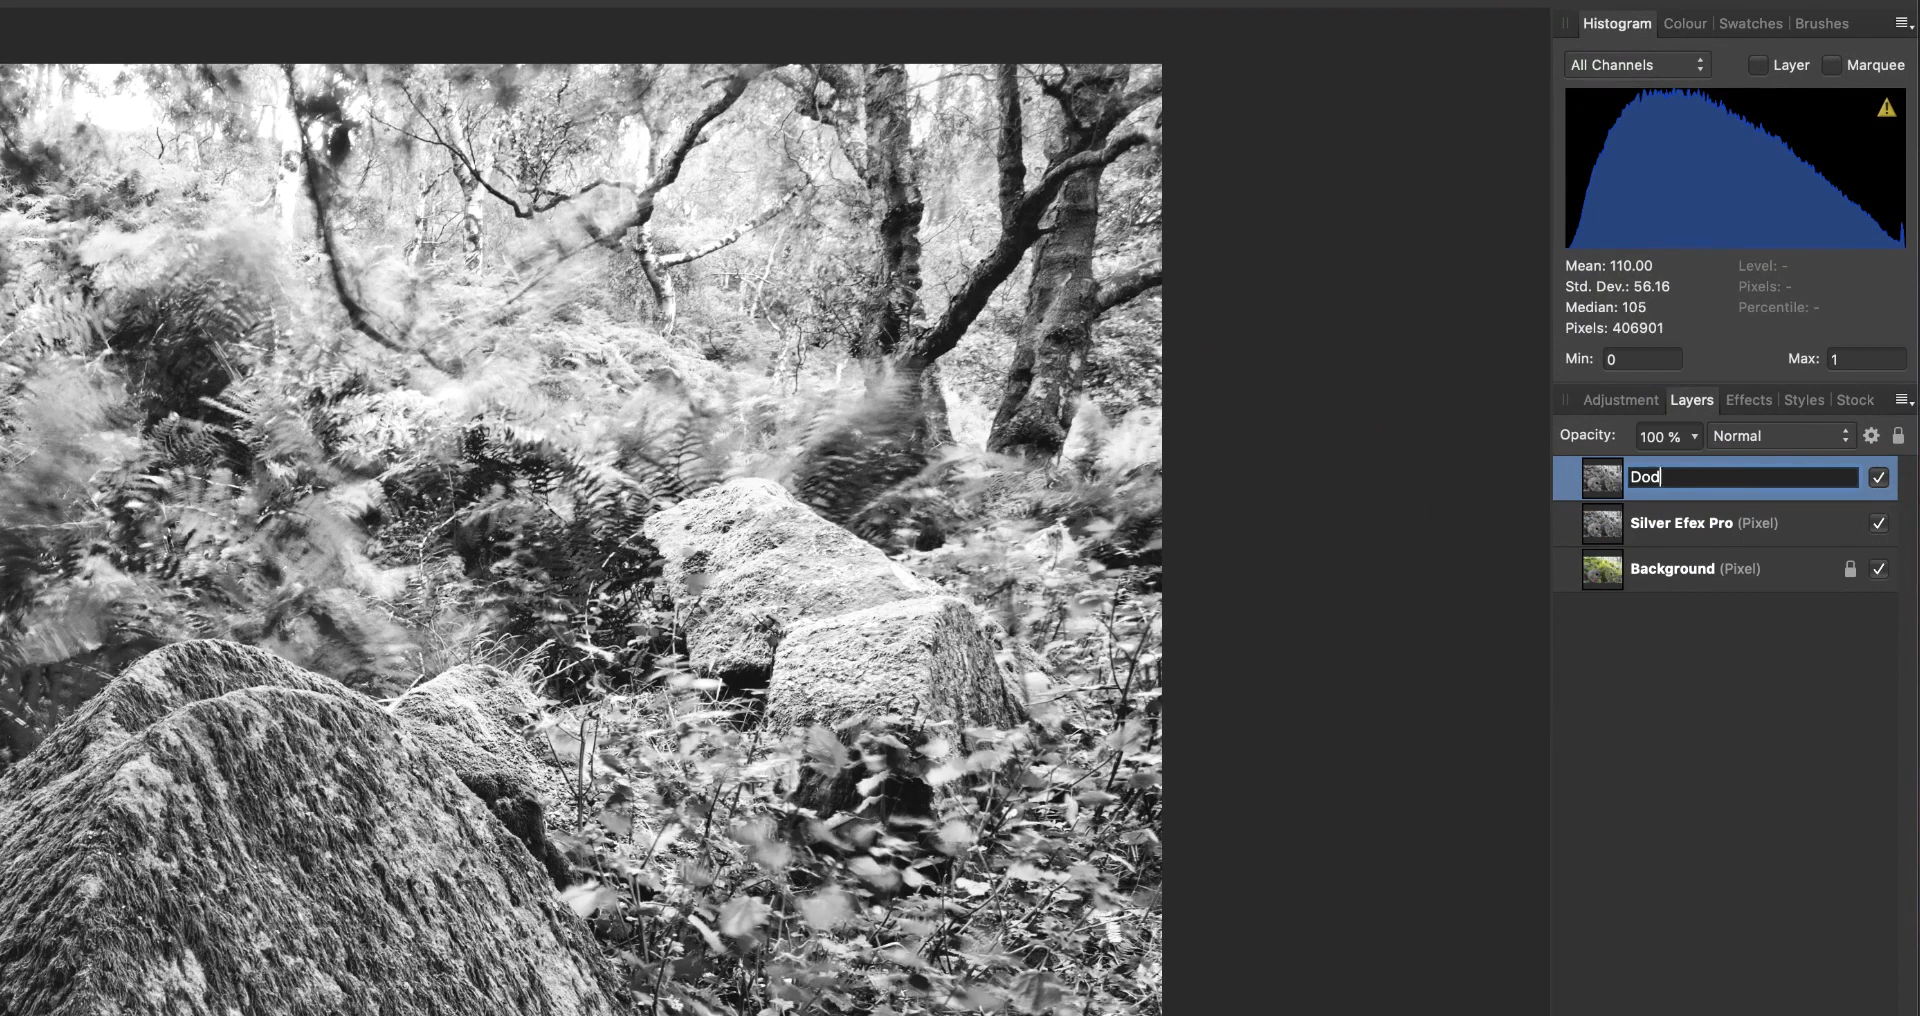 Histogram Colour Swatches Brushes
All Channels Layer Marquee
Mean: 110.00 Level: -
Std. Dev.: 56.16 Pixels: -
Median: 105 Percentile: -
Pixels: 406901
Min: 0 Max: 1
Adjustment Layers Effects Styles Stock
Opacity: 100 % Normal
Dod
Silver Efex Pro (Pixel)
Background (Pixel)